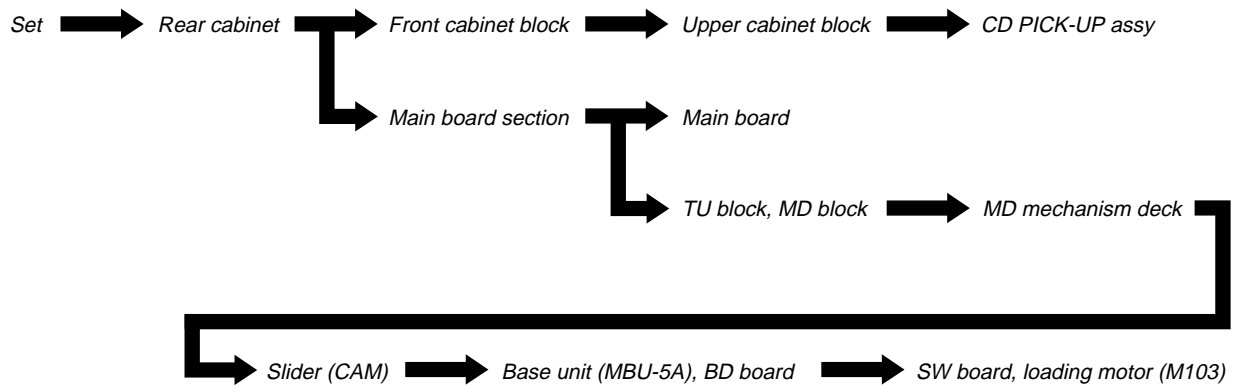 Set Rear cabinet Front cabinet block Upper cabinet block CD PICK-UP assy
Main board section Main board
TU block, MD block MD mechanism deck
Slider (CAM) Base unit (MBU-5A), BD board SW board, loading motor (M103)